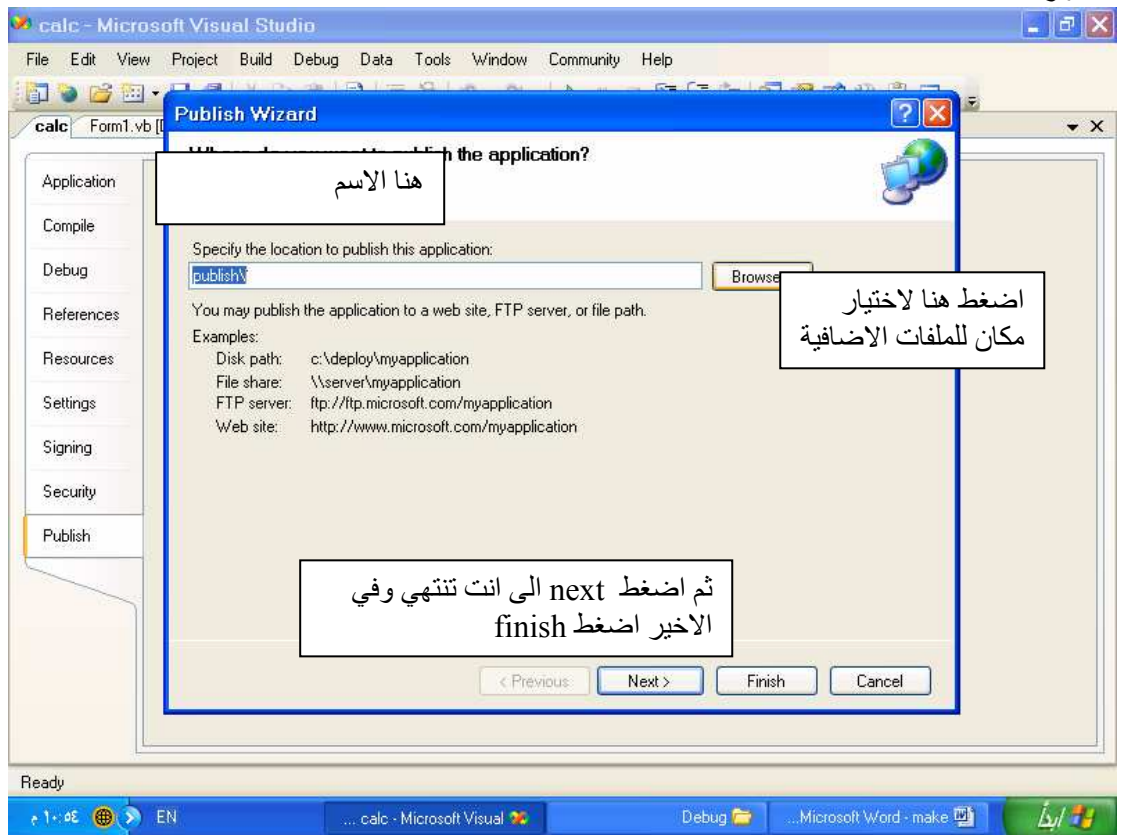 calc - Microsoft Visual Studio
File Edit View Project Build Debug Data Tools Window Community Help
calc Form1.vb
Publish Wizard
the application?
هنا الاسم
Application
Compile
Debug
References
Resources
Settings
Signing
Security
Publish
Specify the location to publish this application:
publish\
Browse
اضغط هنا لاختيار
مكان للملفات الاضافية
You may publish the application to a web site, FTP server, or file path.
Examples:
Disk path: c:\deploy\myapplication
File share: \\server\myapplication
FTP server: ftp://ftp.microsoft.com/myapplication
Web site: http://www.microsoft.com/myapplication
ثم اضغط next الى انت تنتهي وفي
الاخير اضغط finish
< Previous Next > Finish Cancel
Ready
١٠:٥٤ م EN ... calc - Microsoft Visual Debug ...Microsoft Word - make ابدأ